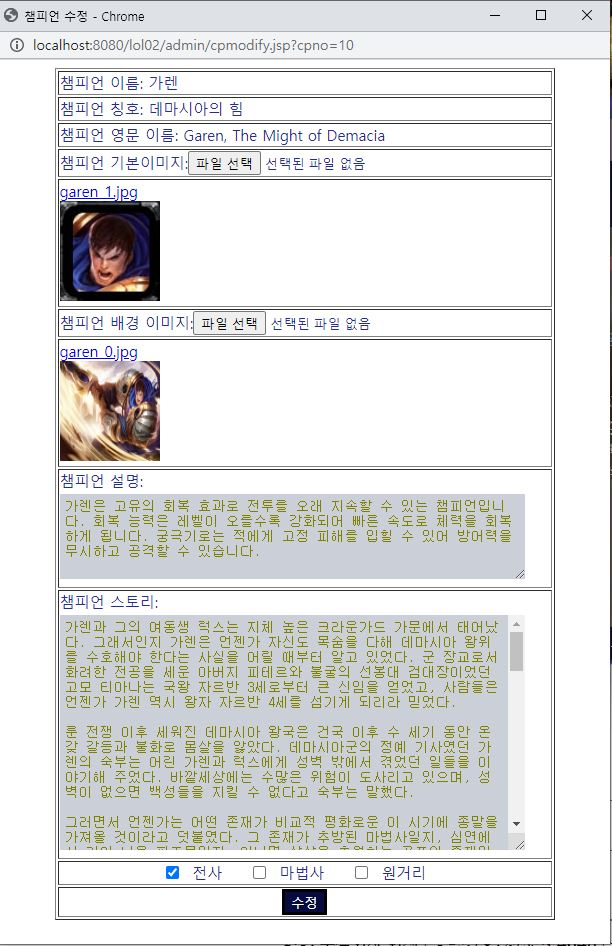 챔피언 수정 - Chrome
localhost:8080/lol02/admin/cpmodify.jsp?cpno=10
챔피언 이름: 가렌
챔피언 칭호: 데마시아의 힘
챔피언 영문 이름: Garen, The Might of Demacia
챔피언 기본이미지: 파일 선택 선택된 파일 없음
garen_1.jpg
챔피언 배경 이미지: 파일 선택 선택된 파일 없음
garen_0.jpg
챔피언 설명:
가렌은 고유의 회복 효과로 전투를 오래 지속할 수 있는 챔피언입니
다. 회복 능력은 레벨이 오를수록 강화되어 빠른 속도로 체력을 회복
하게 됩니다. 궁극기로는 적에게 고정 피해를 입힐 수 있어 방어력을
무시하고 공격할 수 있습니다.
챔피언 스토리:
가렌과 그의 여동생 럭스는 지체 높은 크라운가드 가문에서 태어났
다. 그래서인지 가렌은 언젠가 자신도 목숨을 다해 데마시아 왕위
를 수호해야 한다는 사실을 어릴 때부터 알고 있었다. 군 장교로서
화려한 전공을 세운 아버지 피테르와 불굴의 선봉대 검대장이었던
고모 티아나는 국왕 자르반 3세로부터 큰 신임을 얻었고, 사람들은
언젠가 가렌 역시 왕자 자르반 4세를 섬기게 되리라 믿었다.
룬 전쟁 이후 세워진 데마시아 왕국은 건국 이후 수 세기 동안 온
갖 갈등과 불화로 몸살을 앓았다. 데마시아군의 정예 기사였던 가
렌의 숙부는 어린 가렌과 럭스에게 성벽 밖에서 겪었던 일들을 이
야기해 주었다. 바깥세상에는 수많은 위험이 도사리고 있으며, 성
벽이 없으면 백성들을 지킬 수 없다고 숙부는 말했다.
그러면서 언젠가는 어떤 존재가 비교적 평화로운 이 시기에 종말을
가져올 것이라고 덧붙였다. 그 존재가 추방된 마법사일지, 심연에
전사 마법사 원거리
수정